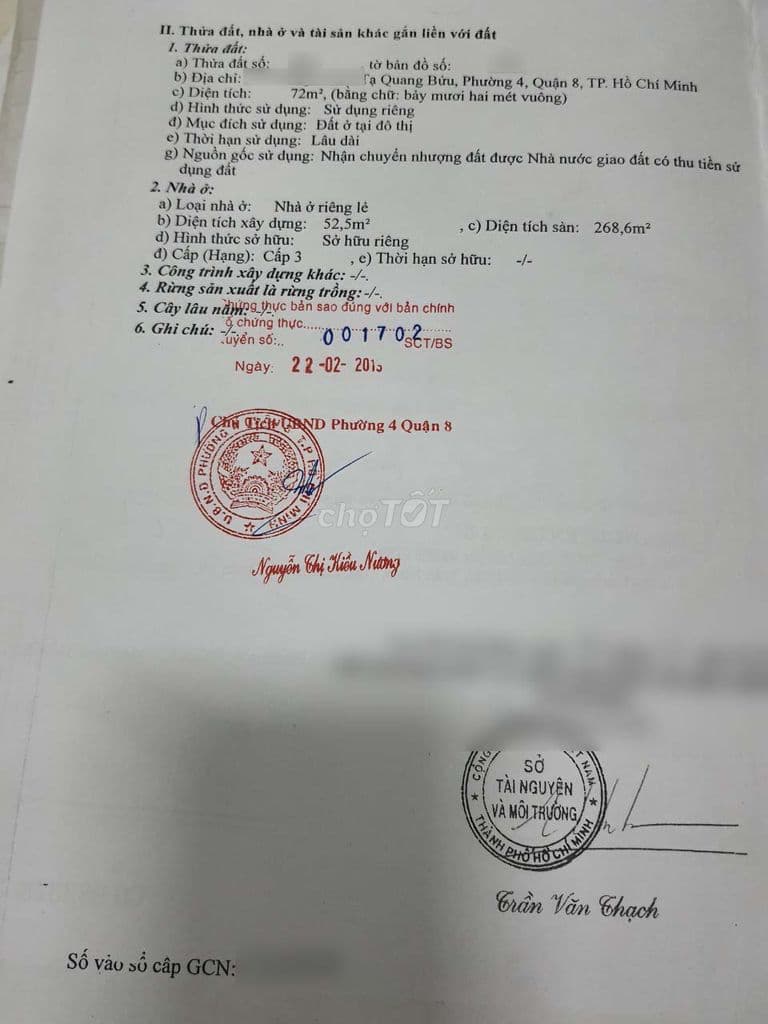 II. Thửa đất, nhà ở và tài sản khác gắn liền với đất
1. Thửa đất:
a) Thửa đất số: tờ bản đồ số:
b) Địa chỉ: Tạ Quang Bửu, Phường 4, Quận 8, TP. Hồ Chí Minh
c) Diện tích: 72m², (bằng chữ: bảy mươi hai mét vuông)
d) Hình thức sử dụng: Sử dụng riêng
đ) Mục đích sử dụng: Đất ở tại đô thị
e) Thời hạn sử dụng: Lâu dài
g) Nguồn gốc sử dụng: Nhận chuyển nhượng đất được Nhà nước giao đất có thu tiền sử
dụng đất
2. Nhà ở:
a) Loại nhà ở: Nhà ở riêng lẻ
b) Diện tích xây dựng: 52,5m² , c) Diện tích sàn: 268,6m²
d) Hình thức sở hữu: Sở hữu riêng
đ) Cấp (Hạng): Cấp 3 , e) Thời hạn sở hữu: -/-
3. Công trình xây dựng khác: -/-.
4. Rừng sản xuất là rừng trồng: -/-.
5. Cây lâu năm: -/-
chứng thực bản sao đúng với bản chính
6. Ghi chú: -/-
ố chứng thực..........
uyển số:.. 001702 SCT/BS
Ngày: 22-02-201
Chủ Tịch UBND Phường 4 Quận 8
U.B.N.D PHƯỜNG
chợTỐT
Nguyễn Thị Kiều Nương
CỘNG T NAM
SỞ
TÀI NGUYÊN
VÀ MÔI TRƯỜNG
THÀNH PHỐ HỒ CHÍ MINH
Trần Văn Thạch
Số vào sổ cấp GCN: